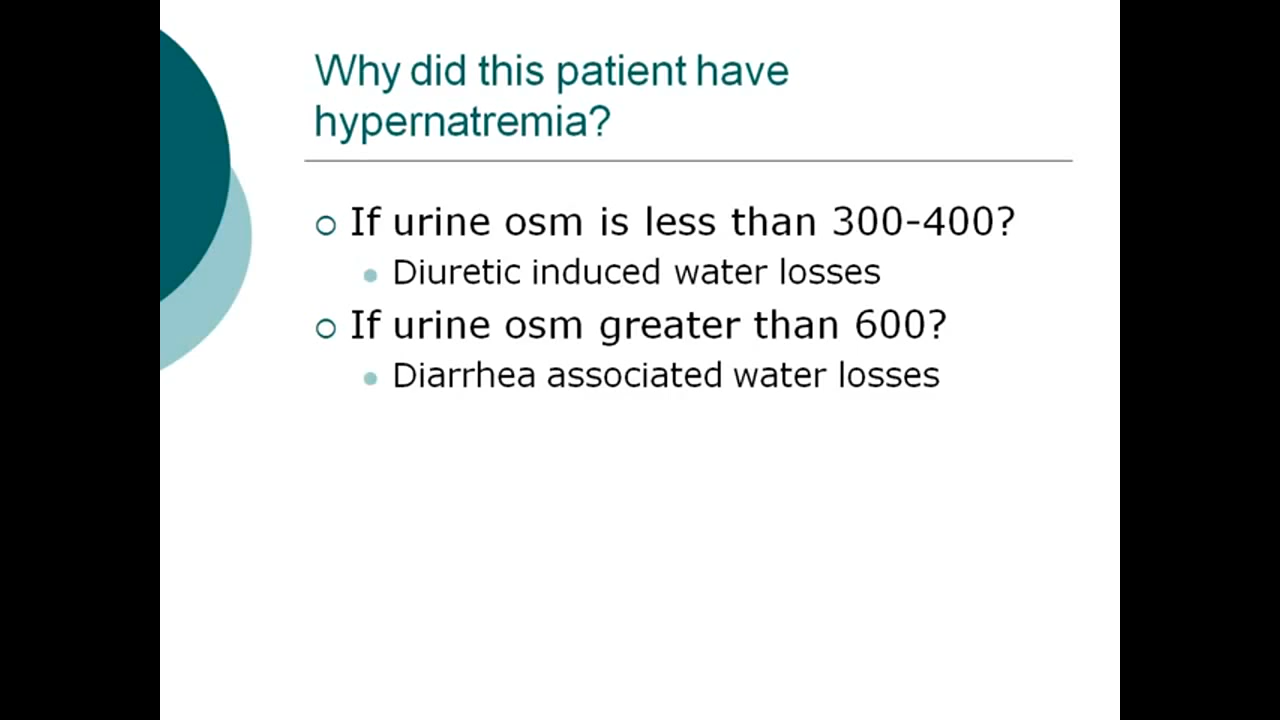 Why did this patient have
hypernatremia?
If urine osm is less than 300-400?
Diuretic induced water losses
If urine osm greater than 600?
Diarrhea associated water losses